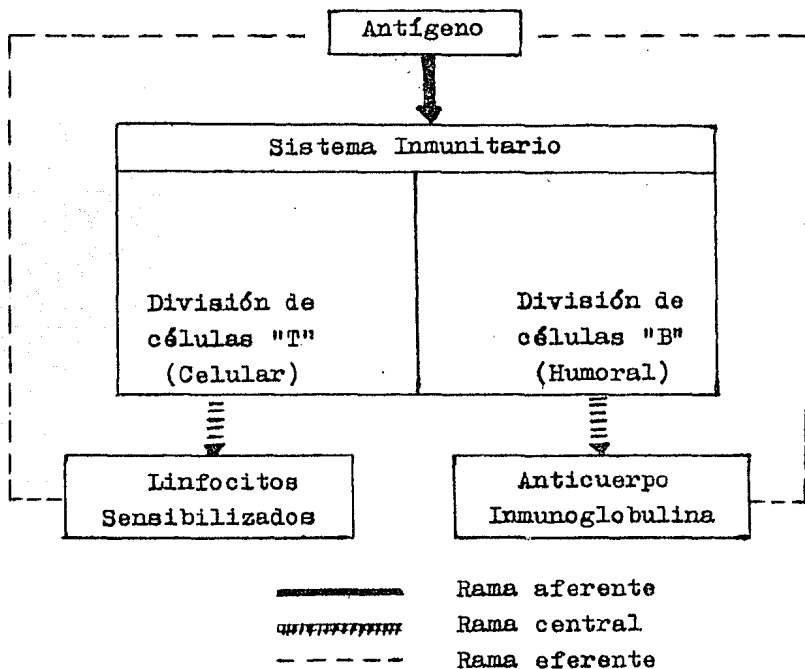 Antígeno
Sistema Inmunitario
División de
células "T"
(Celular)
División de
células "B"
(Humoral)
Linfocitos
Sensibilizados
Anticuerpo
Inmunoglobulina
Rama aferente
Rama central
Rama eferente